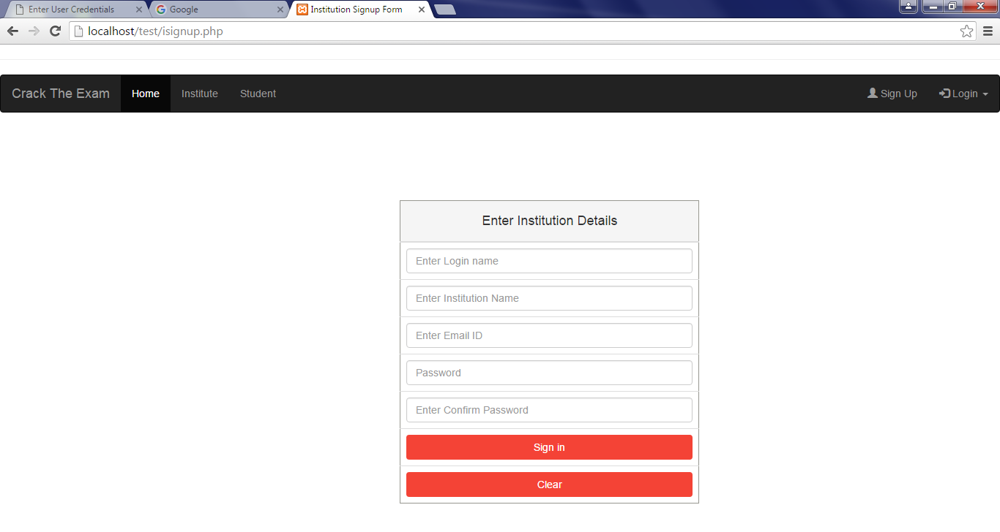 Enter User Credentials Google Institution Signup Form
localhost/test/isignup.php
Crack The Exam Home Institute Student Sign Up Login
Enter Institution Details
Enter Login name
Enter Institution Name
Enter Email ID
Password
Enter Confirm Password
Sign in
Clear